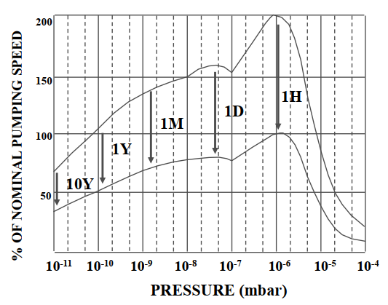 % OF NOMINAL PUMPING SPEED
200
150
100
50
1H
1D
1M
1Y
10Y
10⁻¹¹ 10⁻¹⁰ 10⁻⁹ 10⁻⁸ 10⁻⁷ 10⁻⁶ 10⁻⁵ 10⁻⁴
PRESSURE (mbar)